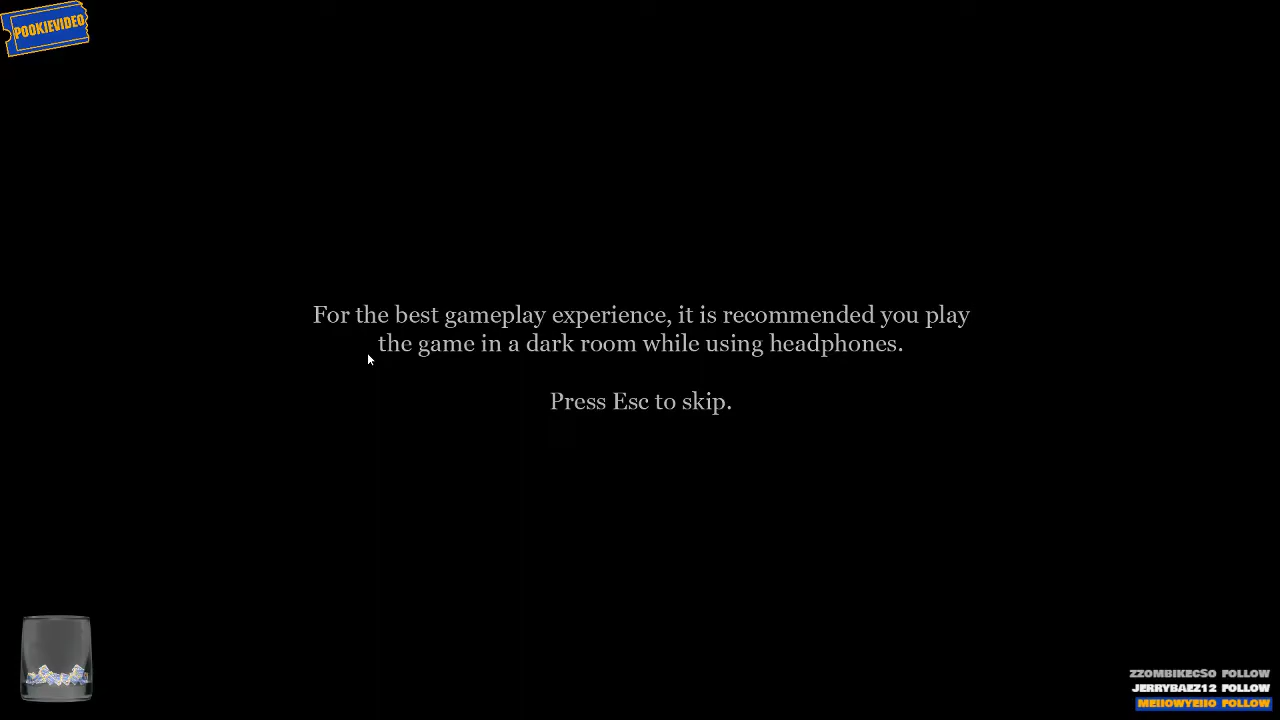 POOKIEVIDEO
For the best gameplay experience, it is recommended you play
the game in a dark room while using headphones.
Press Esc to skip.
ZZOMBIKECSO FOLLOW
JERRYBAEZ12 FOLLOW
MEllOWYEllO FOLLOW